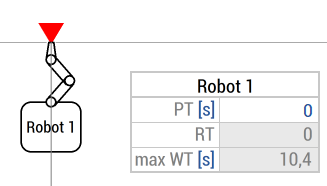 Robot 1
Robot 1
PT [s] 0
RT 0
max WT [s] 10,4